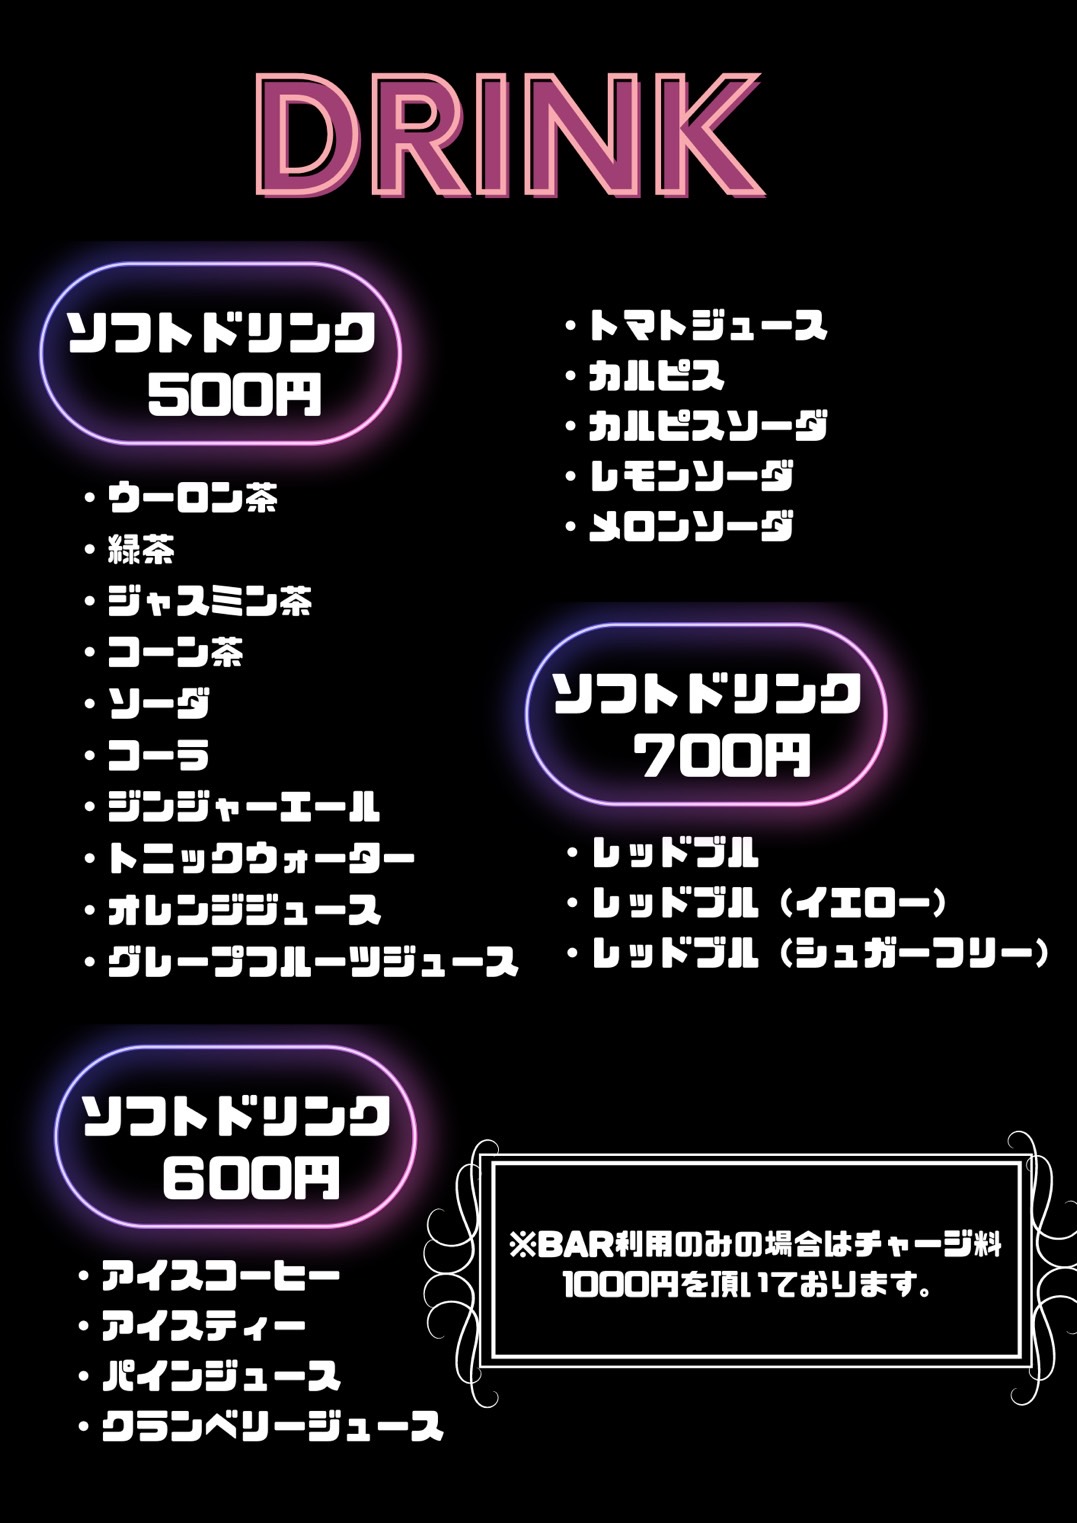 DRINK
ソフトドリンク
500円
・ウーロン茶
・緑茶
・ジャスミン茶
・コーン茶
・ソーダ
・コーラ
・ジンジャーエール
・トニックウォーター
・オレンジジュース
・グレープフルーツジュース
・トマトジュース
・カルピス
・カルピスソーダ
・レモンソーダ
・メロンソーダ
ソフトドリンク
700円
・レッドブル
・レッドブル（イエロー）
・レッドブル（シュガーフリー）
ソフトドリンク
600円
・アイスコーヒー
・アイスティー
・パインジュース
・クランベリージュース
※BAR利用のみの場合はチャージ料
1000円を頂いております。